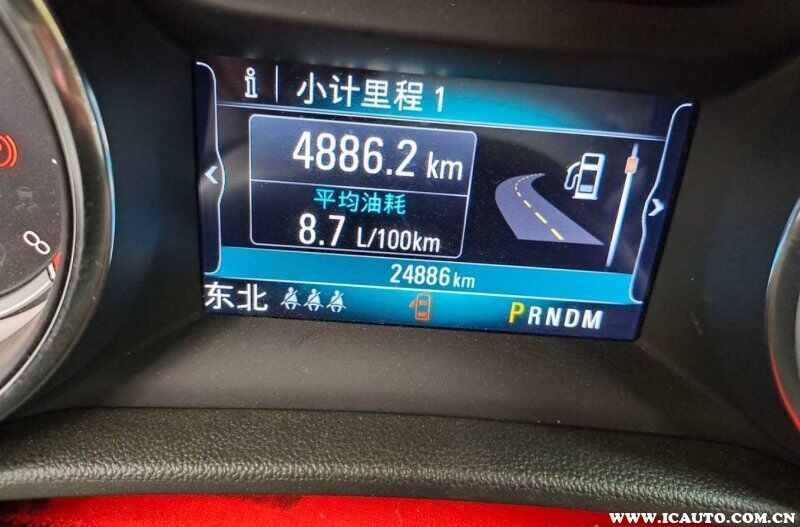 小计里程 1
4886.2 km
平均油耗
8.7 L/100km
24886 km
东北
PRNDM
8
WWW.ICAUTO.COM.CN